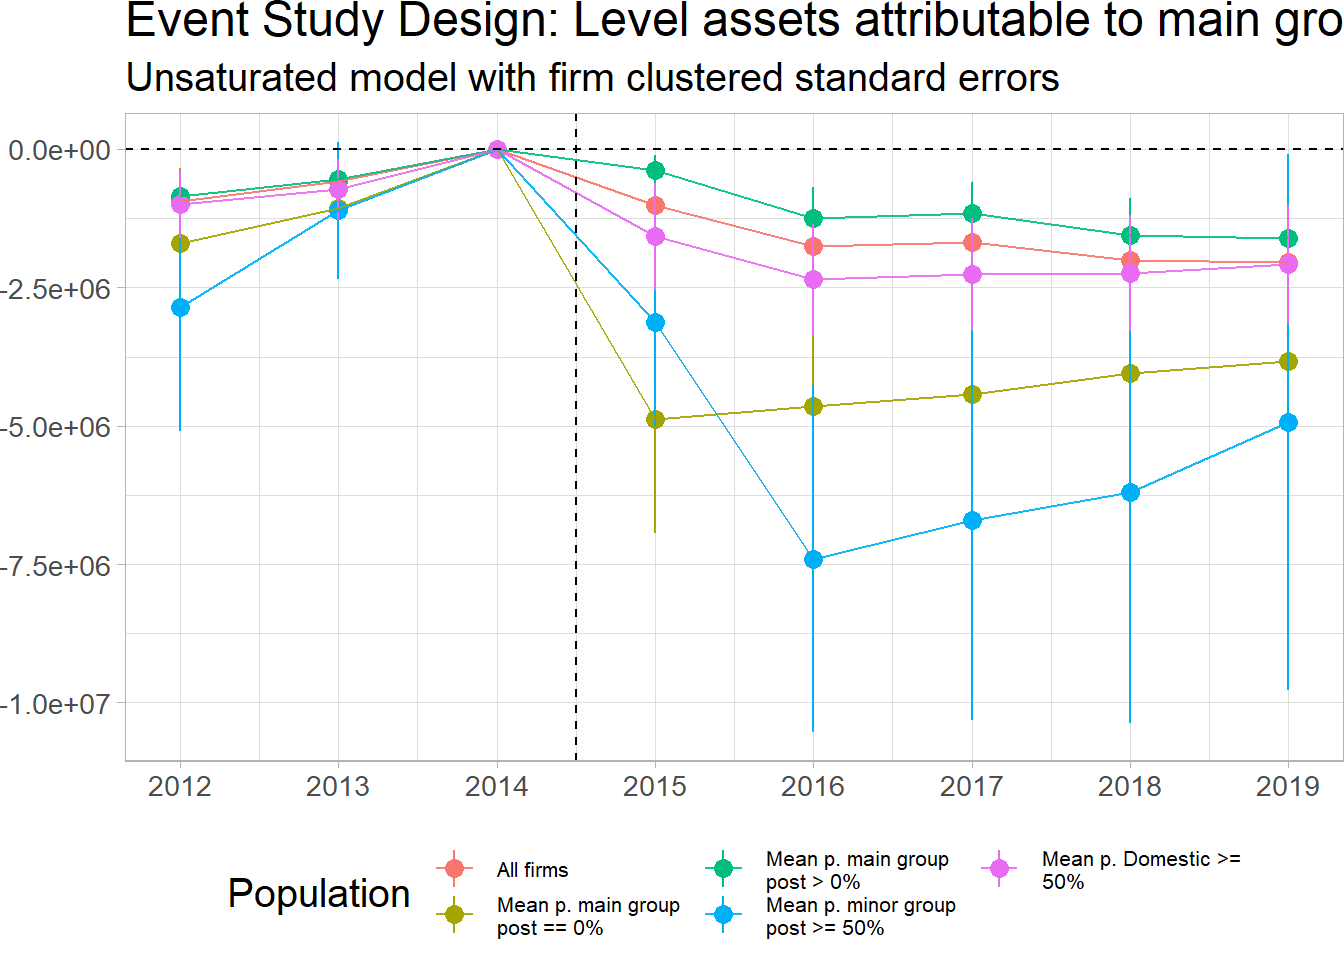 Event Study Design: Level assets attributable to main gro
Unsaturated model with firm clustered standard errors
0.0e+00
-2.5e+06
-5.0e+06
-7.5e+06
-1.0e+07
2012 2013 2014 2015 2016 2017 2018 2019
Population
All firms
Mean p. main group
post == 0%
Mean p. main group
post > 0%
Mean p. minor group
post >= 50%
Mean p. Domestic >=
50%